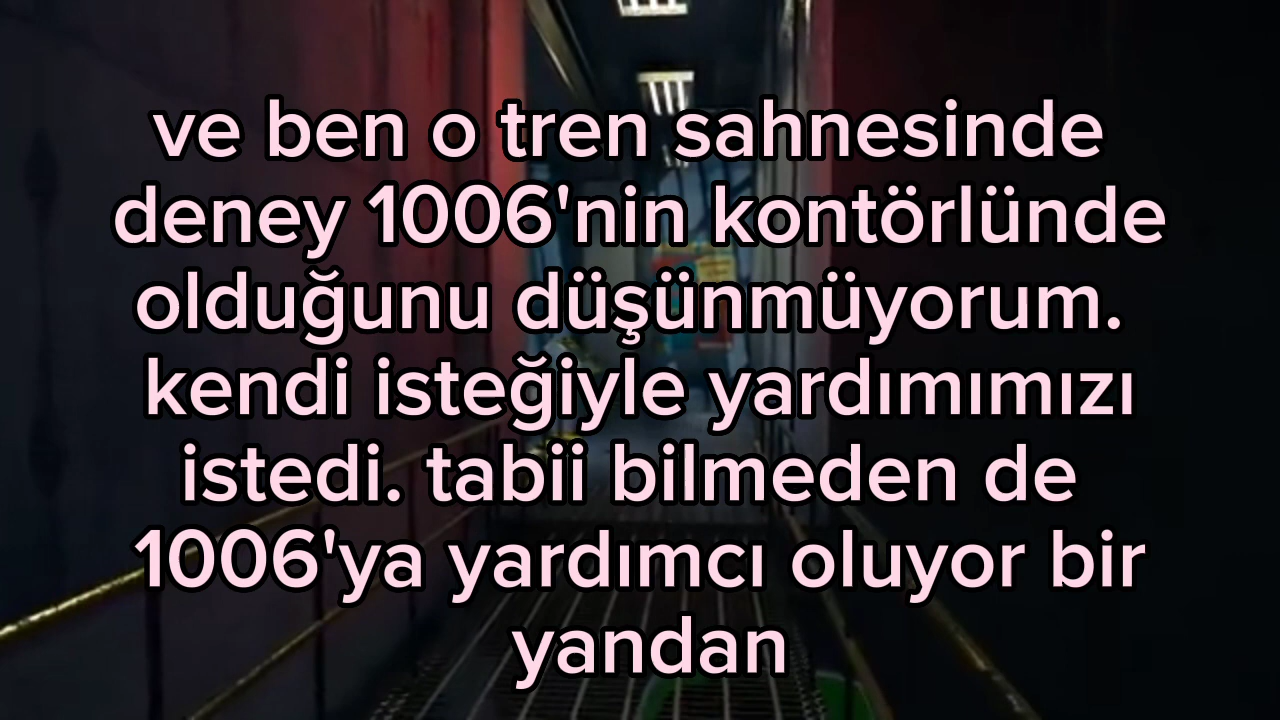 ve ben o tren sahnesinde
deney 1006'nin kontörlünde
olduğunu düşünmüyorum.
kendi isteğiyle yardımımızı
istedi. tabii bilmeden de
1006'ya yardımcı oluyor bir
yandan